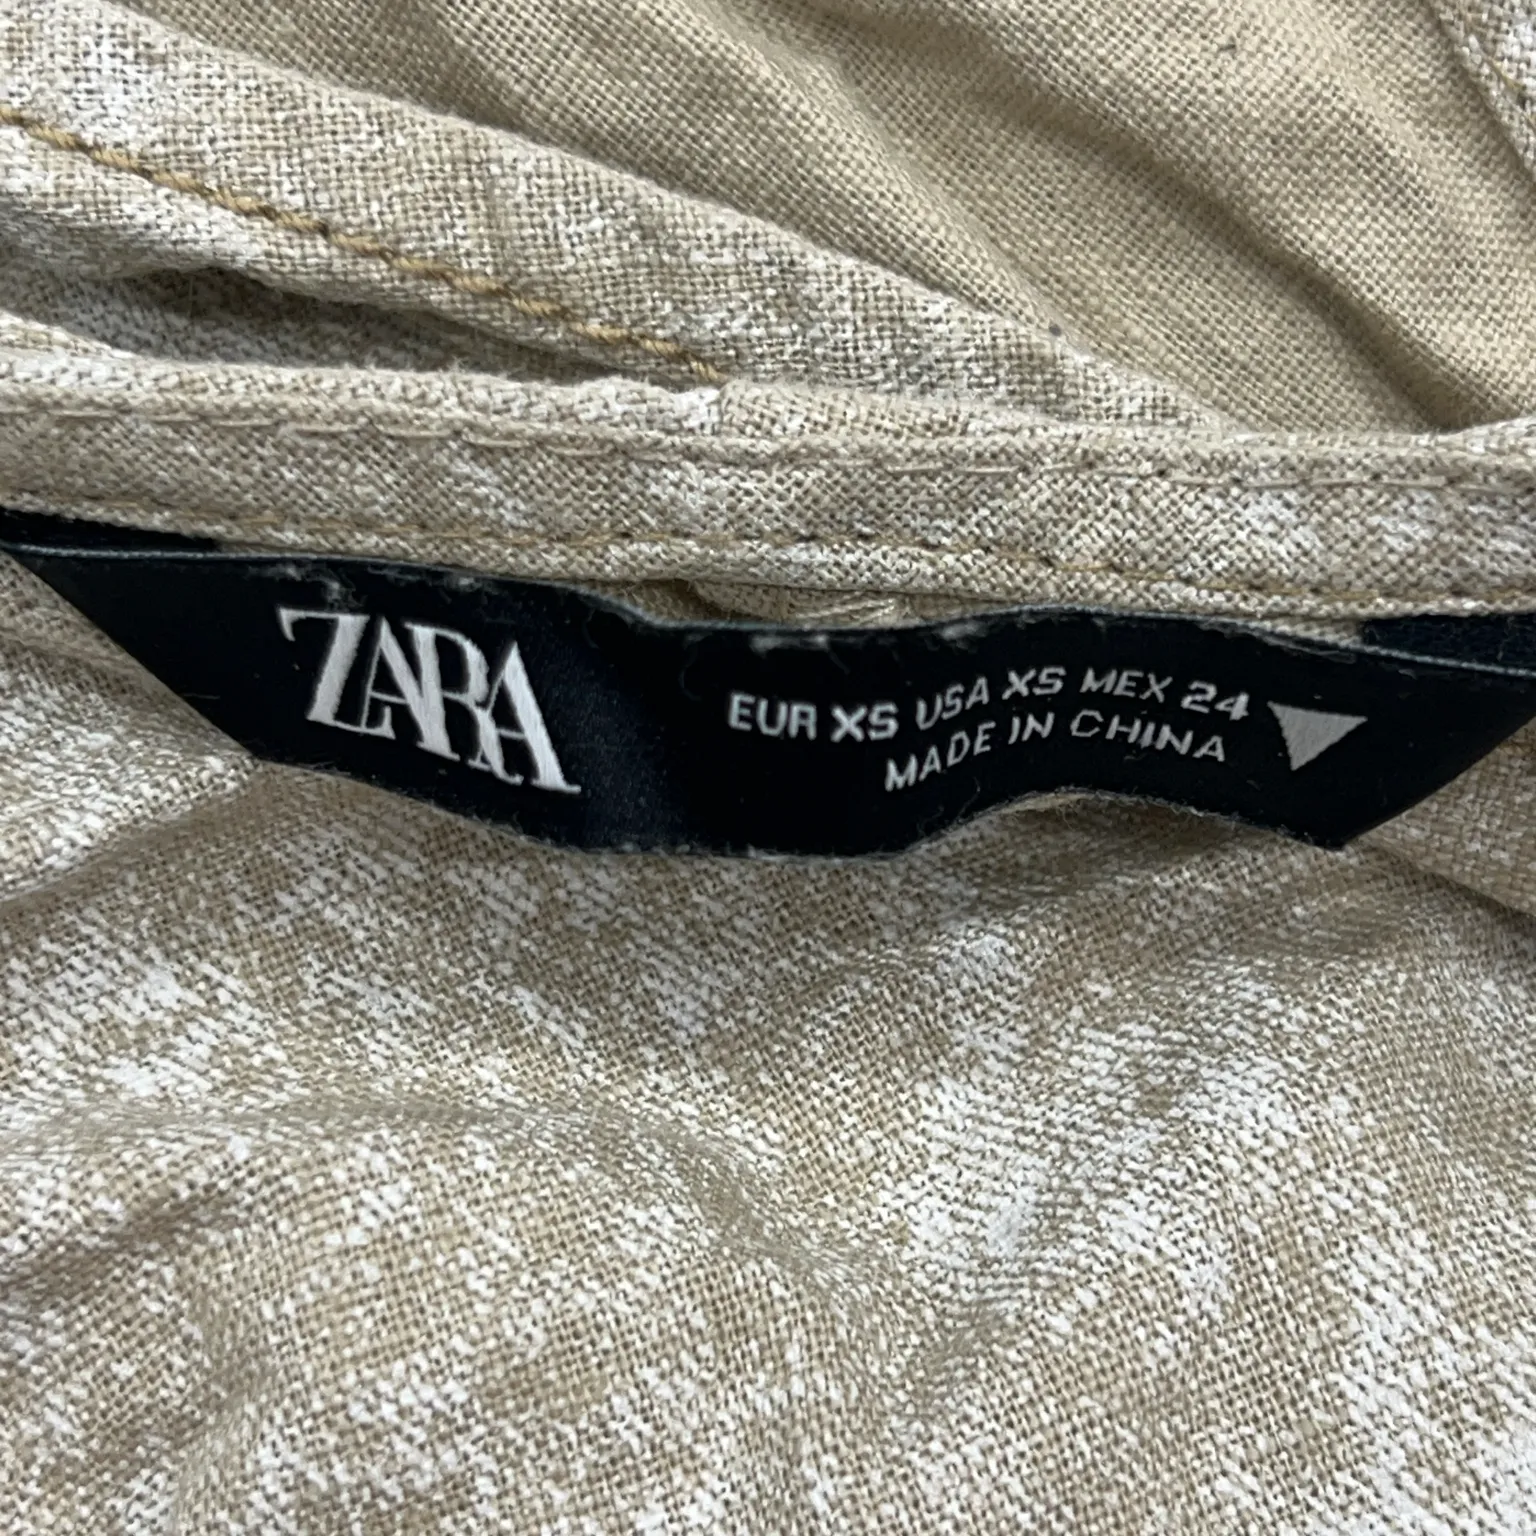 ZARA
EUR XS USA XS MEX 24
MADE IN CHINA